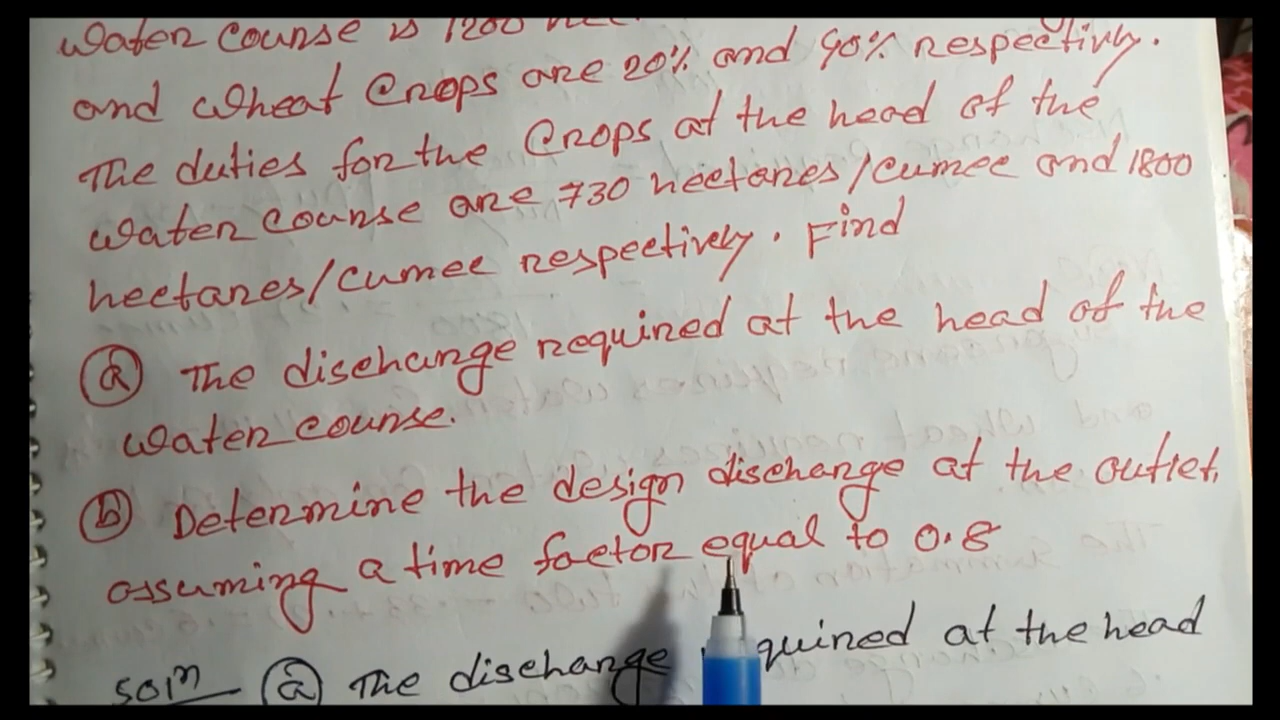 water course is 1200 hec
and wheat crops are 20% and 40% respectively.
The duties for the crops at the head of the
water course are 730 hectares/cumec and 1800
hectares/cumec respectively. Find
(a) The discharge required at the head of the
water course.
(b) Determine the design discharge at the outlet,
assuming a time factor equal to 0.8
Soln (a) The discharge quired at the head